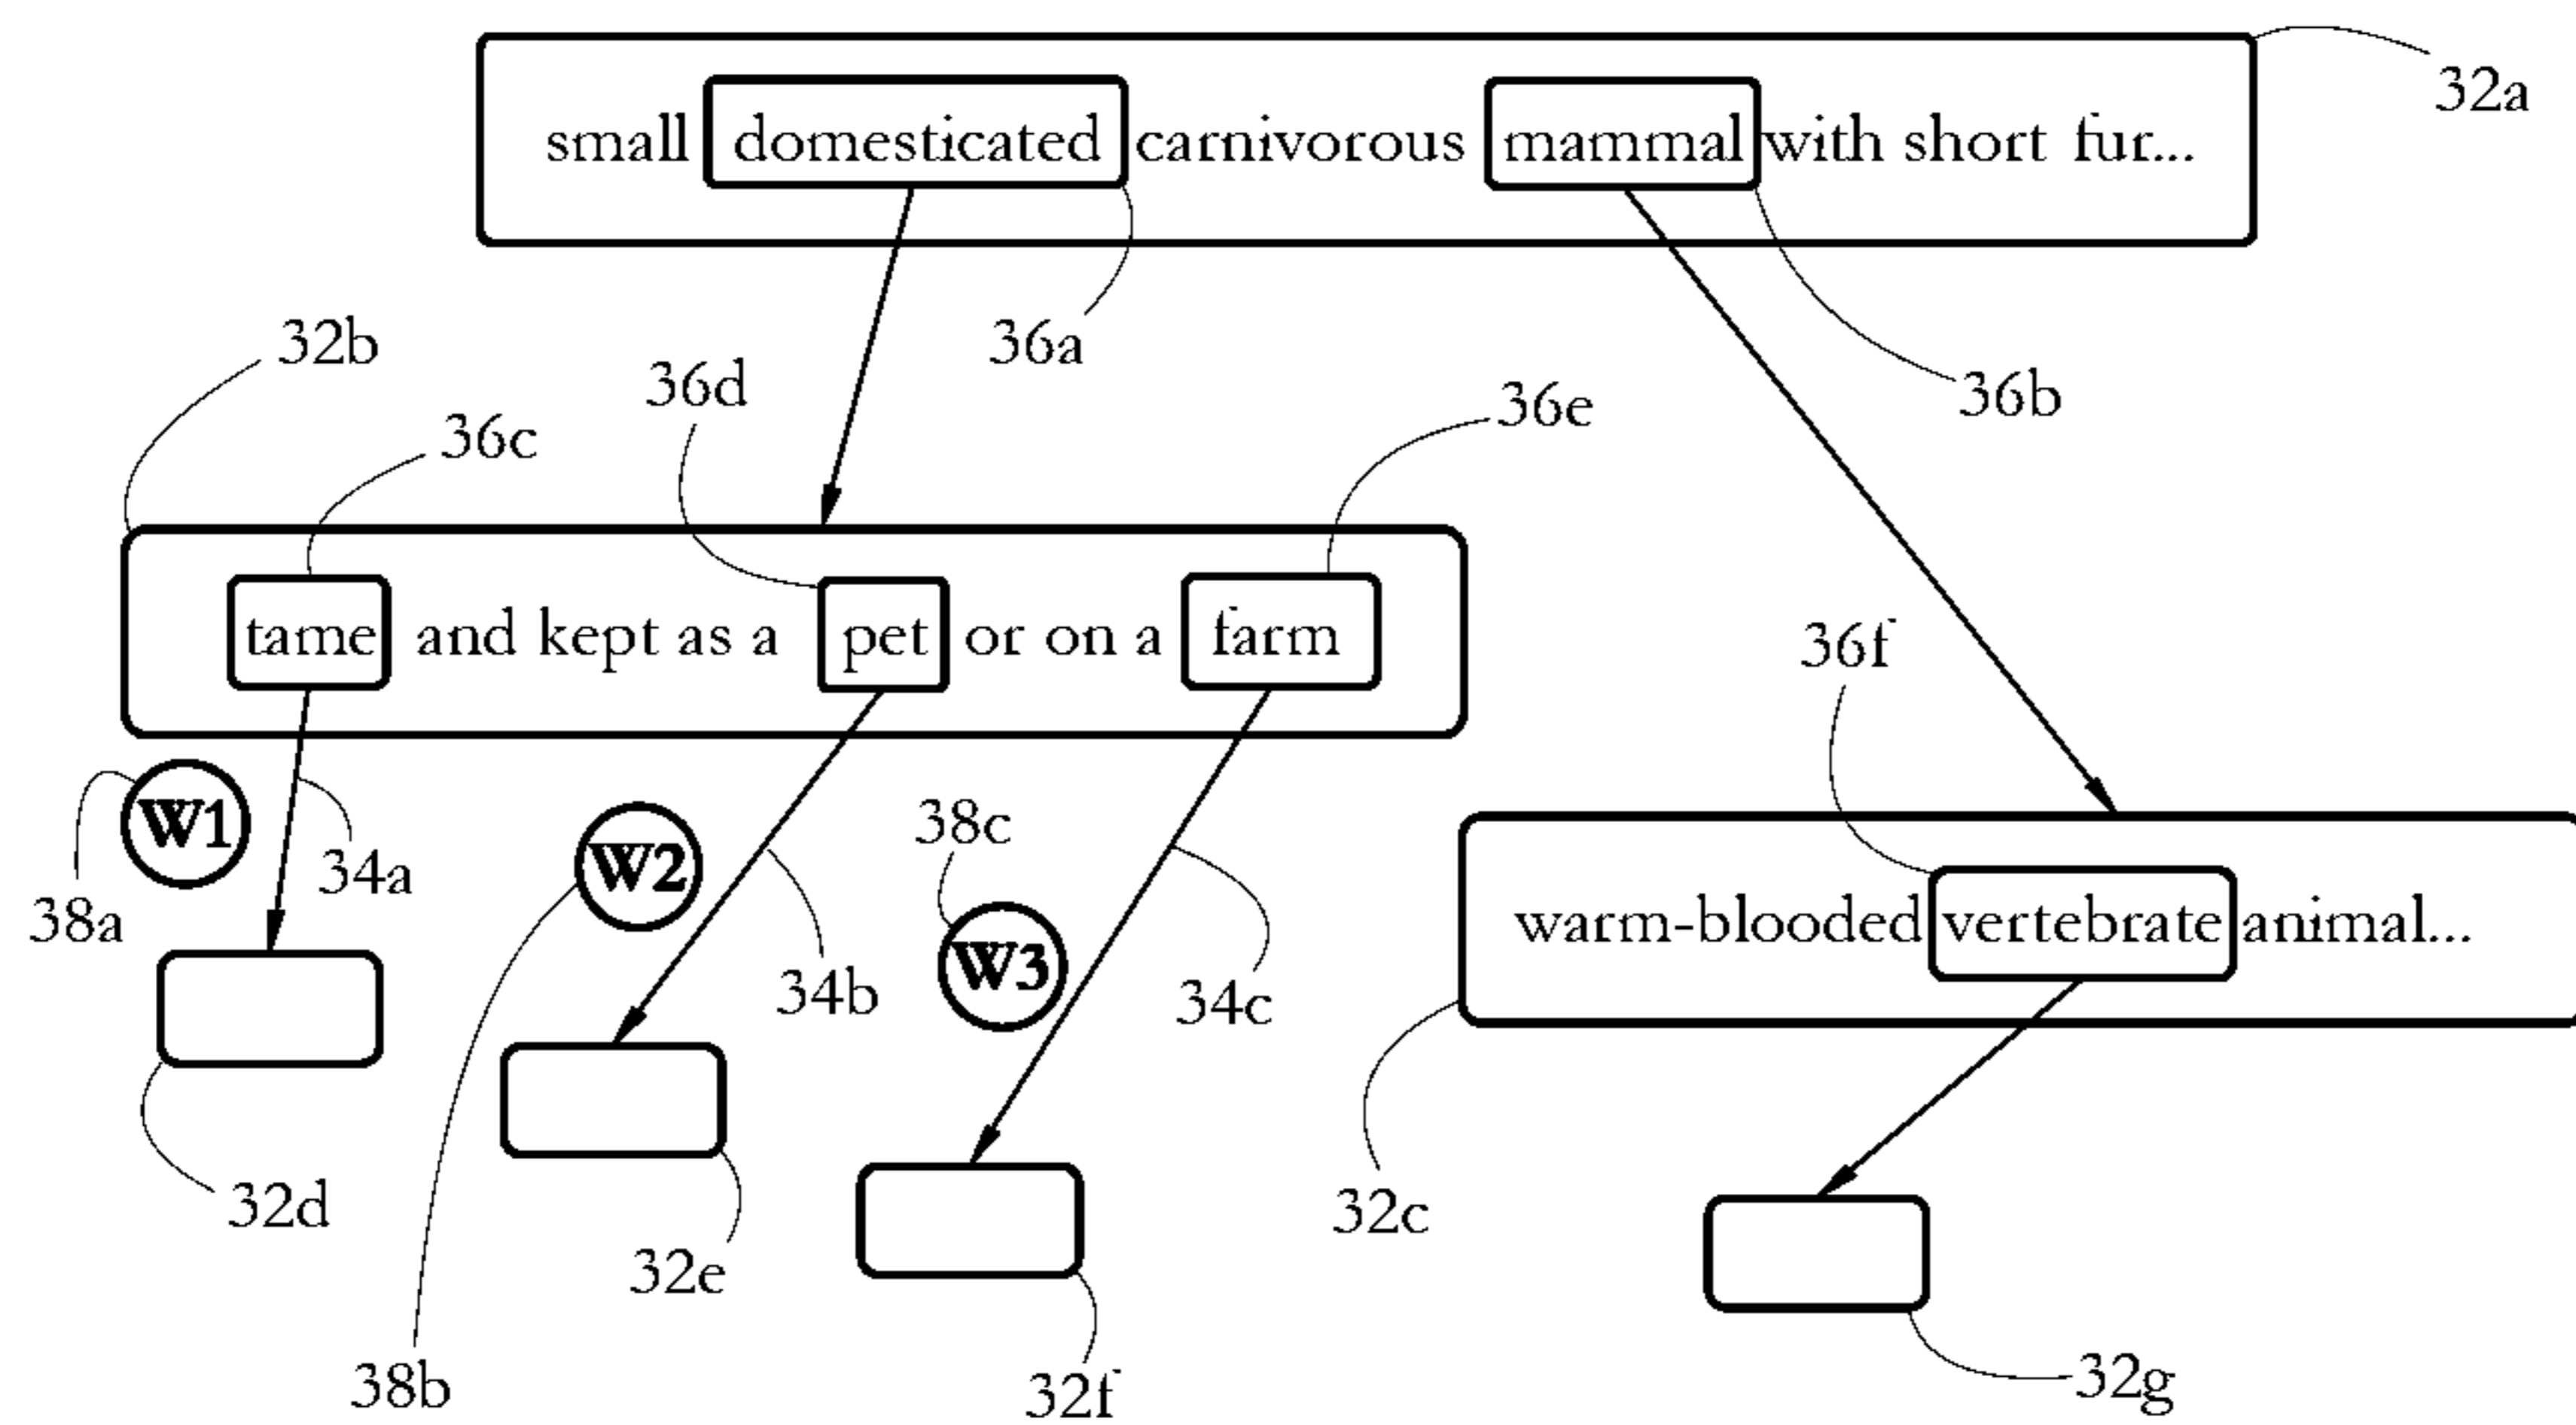 32a
small domesticated carnivorous mammal with short fur...
32b
36a
36d
36b
36e
36c
tame and kept as a pet or on a farm
36f
W1
38c
W2
34a
38a
warm-blooded vertebrate animal...
W3
34b
34c
32d
32c
32e
38b
32f
32g